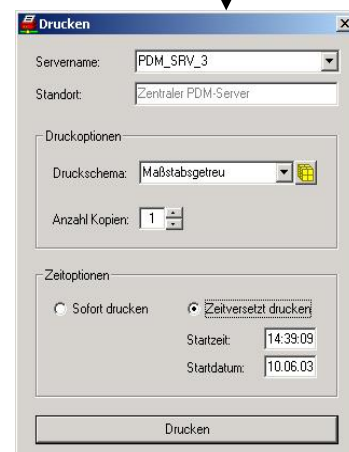 Drucken
Servername: PDM_SRV_3
Standort: Zentraler PDM-Server
Druckoptionen
Druckschema: Maßstabsgetreu
Anzahl Kopien: 1
Zeitoptionen
Sofort drucken Zeitversetzt drucken
Startzeit: 14:39:09
Startdatum: 10.06.03
Drucken